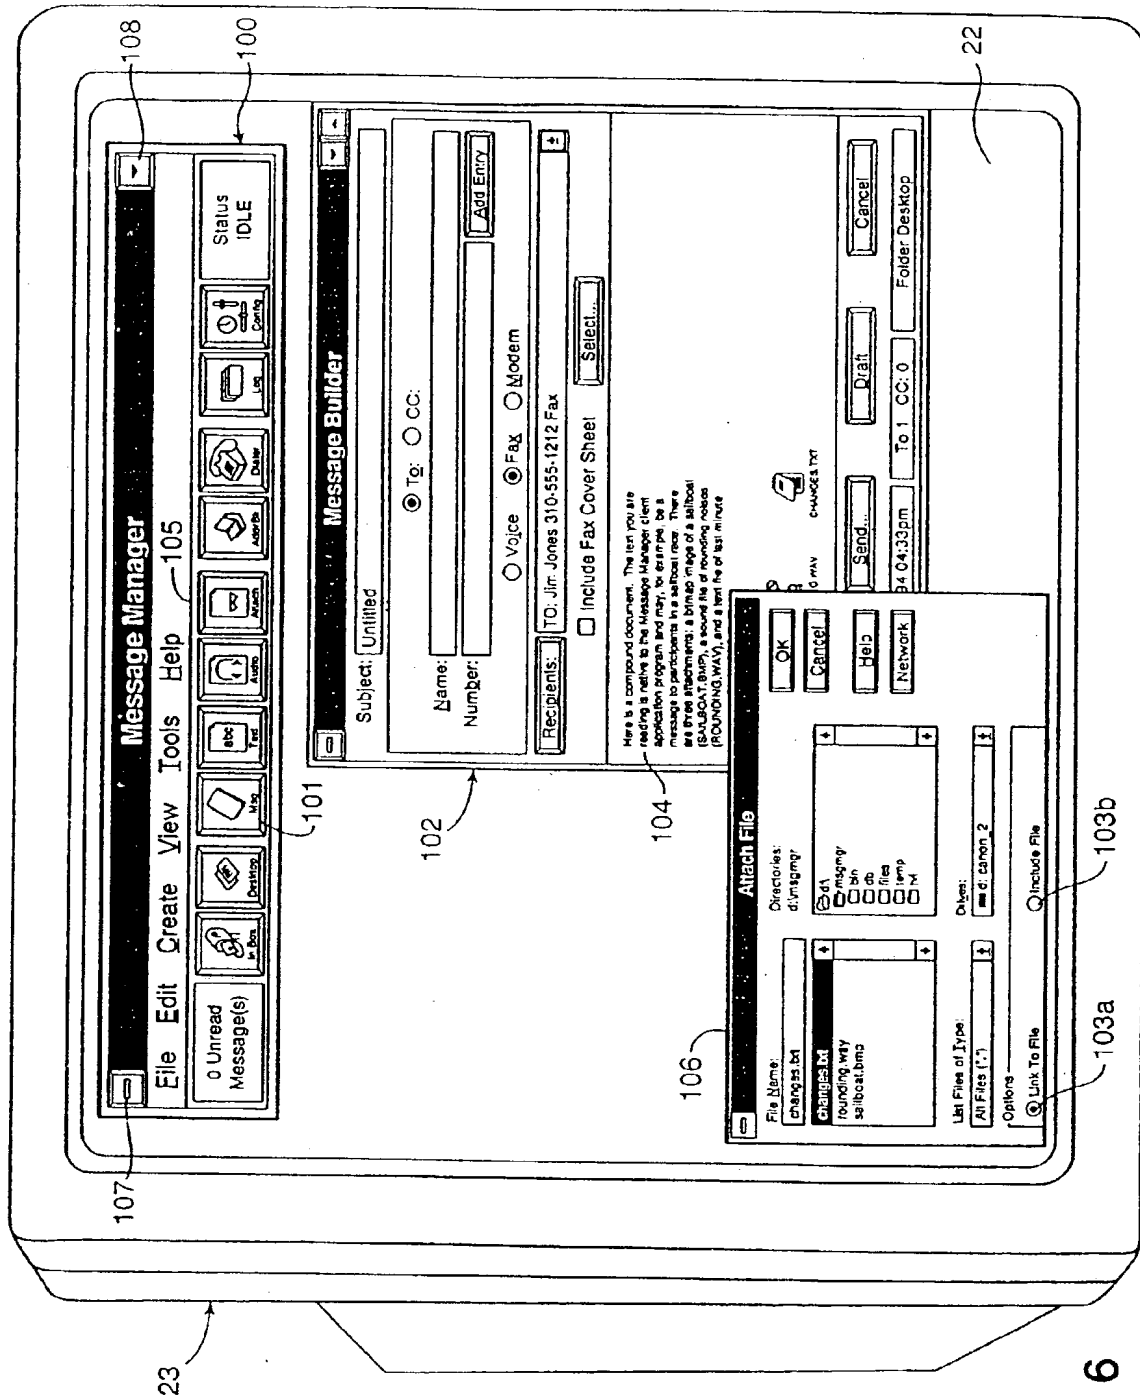 Message Manager
File Edit Create View Tools Help
0 Unread Message(s)
In Box
Desktop
Msg
abc
Text
Audio
Attach
AddrBk
Dialer
Log
Config
Status
IDLE
107
105
108
100
101
Message Builder
Subject: Untitled
To: CC:
Name:
Number:
Add Entry
Voice Fax Modem
Recipients: TO: Jim Jones 310-555-1212 Fax
Include Fax Cover Sheet
Select...
102
104
Here is a compound document. The text you are
reading is native to the Message Manager client
application program and may, for example, be a
message to participants in a sailboat race. There
are three attachments: a bitmap image of a sailboat
(SAILBOAT.BMP), a sound file of rounding noises
(ROUNDING.WAV), and a text file of last minute
CHANGES.TXT
Send... Draft Cancel
94 04:33pm To 1 CC: 0 Folder Desktop
106
Attach File
File Name:
changes.txt
changes.txt
rounding.wav
sailboat.bmp
List Files of Type:
All Files (*.*)
Directories:
d:\msgmgr
d:\
msgmgr
bin
db
files
temp
Drives:
d: canon_2
OK
Cancel
Help
Network
Options
Link To File
Include File
103a
103b
22
23
6